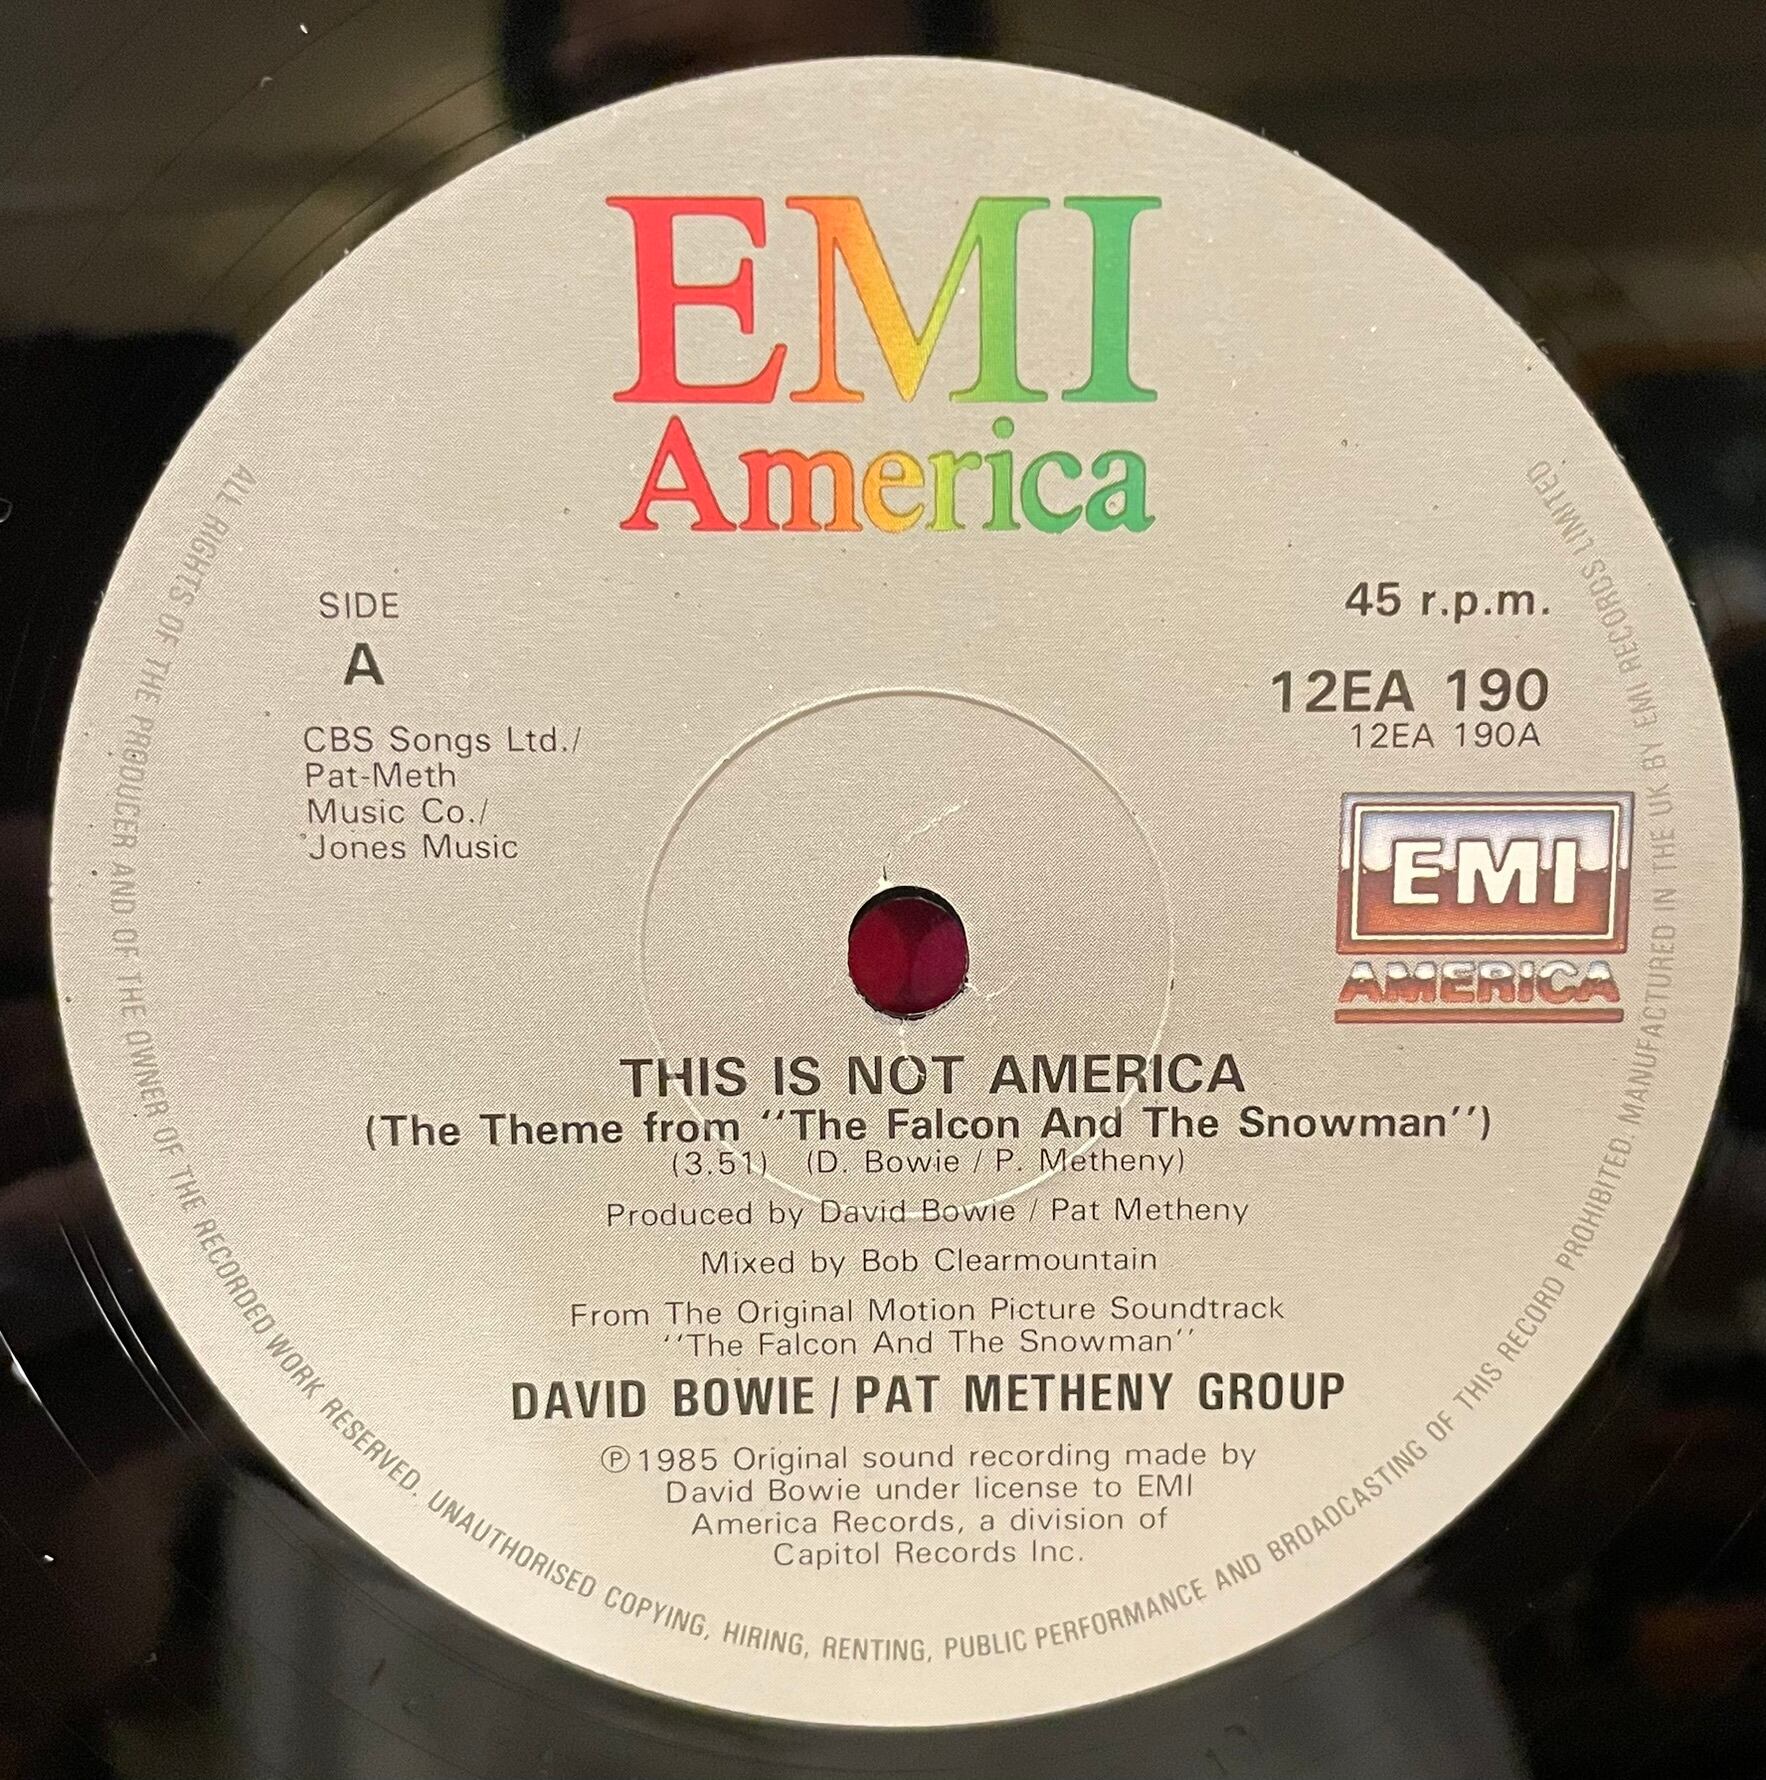 EMI
America
SIDE
A
45 r.p.m.
12EA 190
12EA 190A
CBS Songs Ltd./
Pat-Meth
Music Co./
Jones Music
EMI
AMERICA
THIS IS NOT AMERICA
(The Theme from "The Falcon And The Snowman")
(3.51) (D. Bowie / P. Metheny)
Produced by David Bowie / Pat Metheny
Mixed by Bob Clearmountain
From The Original Motion Picture Soundtrack
"The Falcon And The Snowman"
DAVID BOWIE / PAT METHENY GROUP
Ⓟ1985 Original sound recording made by
David Bowie under license to EMI
America Records, a division of
Capitol Records Inc.
ALL RIGHTS OF THE PRODUCER AND OF THE OWNER OF THE RECORDED WORK RESERVED. UNAUTHORISED COPYING, HIRING, RENTING, PUBLIC PERFORMANCE AND BROADCASTING OF THIS RECORD PROHIBITED. MANUFACTURED IN THE UK BY EMI RECORDS LIMITED